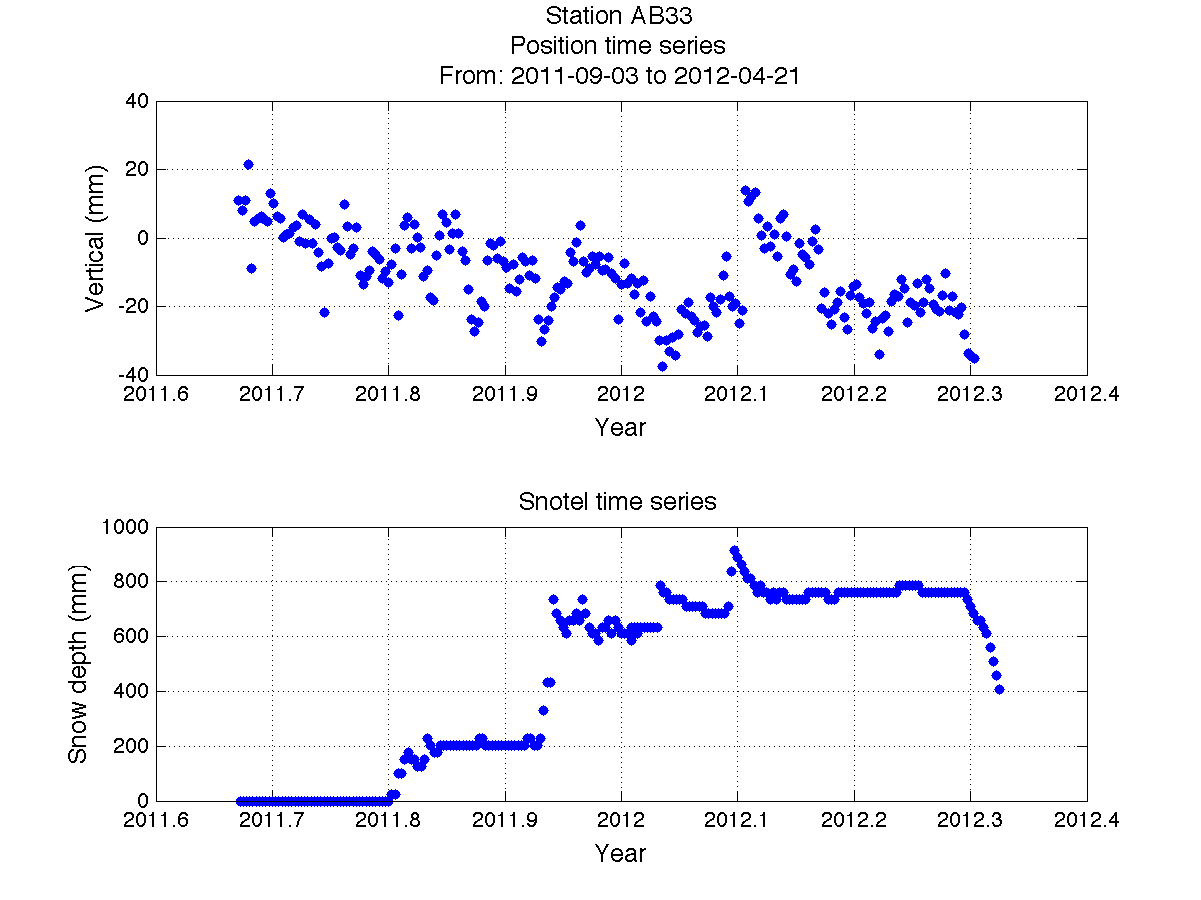 Station AB33
Position time series
From: 2011-09-03 to 2012-04-21
40
20
0
-20
-40
Vertical (mm)
2011.6 2011.7 2011.8 2011.9 2012 2012.1 2012.2 2012.3 2012.4
Year
Snotel time series
1000
800
600
400
200
0
Snow depth (mm)
2011.6 2011.7 2011.8 2011.9 2012 2012.1 2012.2 2012.3 2012.4
Year